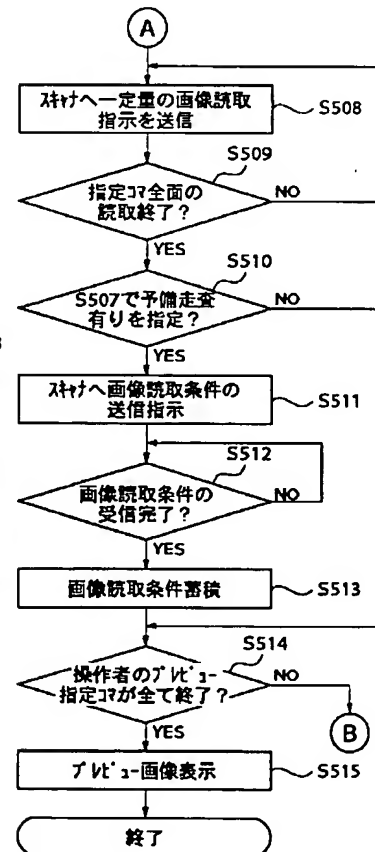 A
スキャナへ一定量の画像読取
指示を送信
S508
S509
指定コマ全面の
読取終了?
NO
YES
S510
S507で予備走査
有りを指定?
NO
YES
スキャナへ画像読取条件の
送信指示
S511
S512
画像読取条件の
受信完了?
NO
YES
画像読取条件蓄積
S513
S514
操作者のプレビュー
指定コマが全て終了?
NO
YES
B
プレビュー画像表示
S515
終了